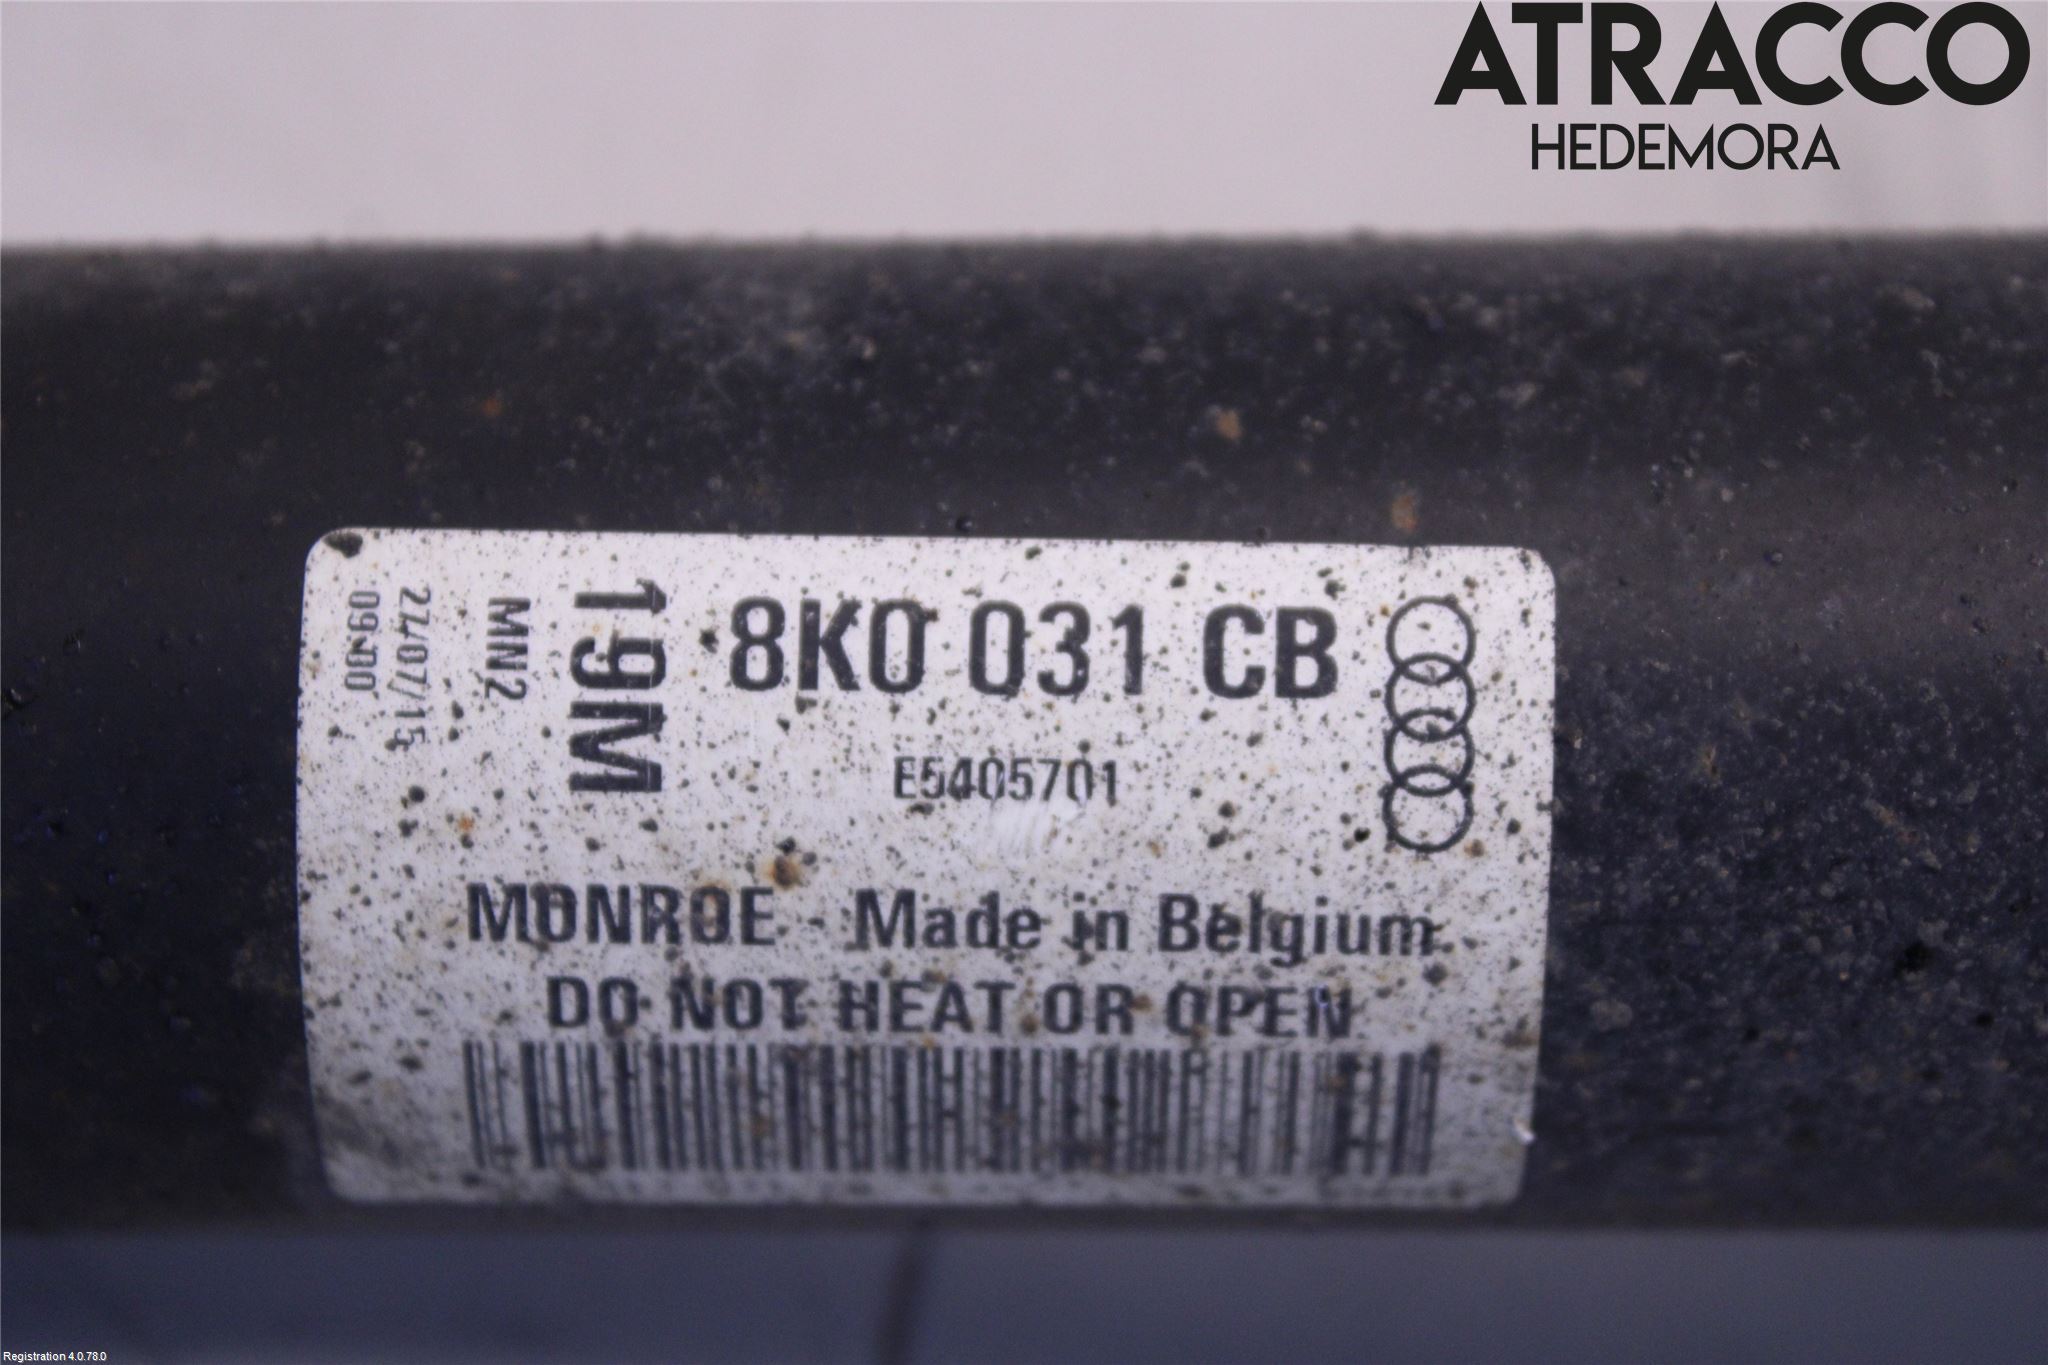 ATRACCO
HEDEMORA
8K0 031 CB
19M
MN2
27/07/15
09:00
E5405701
MONROE - Made in Belgium
DO NOT HEAT OR OPEN
Registration 4.0.78.0